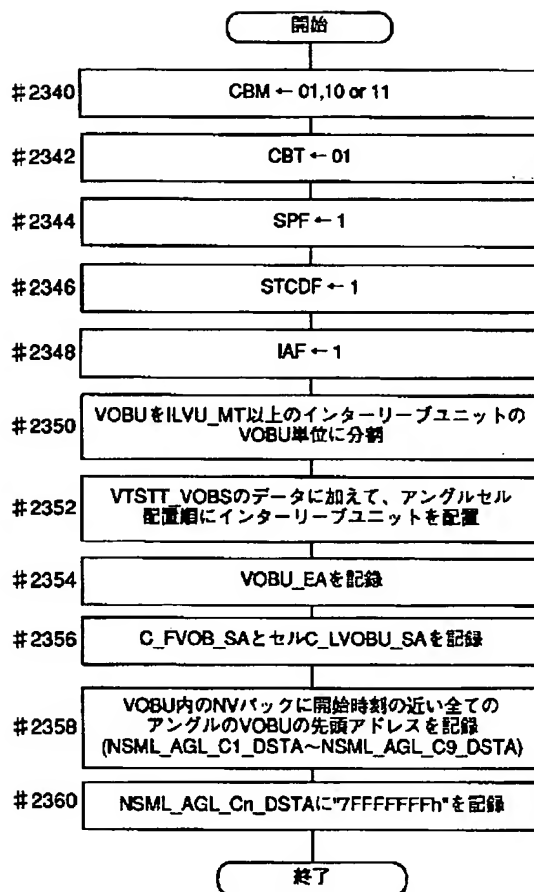 開始
#2340
CBM ← 01,10 or 11
#2342
CBT ← 01
#2344
SPF ← 1
#2346
STCDF ← 1
#2348
IAF ← 1
#2350
VOBUをILVU_MT以上のインターリーブユニットの
VOBU単位に分割
#2352
VTSTT_VOBSのデータに加えて、アングルセル
配置順にインターリーブユニットを配置
#2354
VOBU_EAを記録
#2356
C_FVOB_SAとセルC_LVOBU_SAを記録
#2358
VOBU内のNVパックに開始時刻の近い全ての
アングルのVOBUの先頭アドレスを記録
(NSML_AGL_C1_DSTA～NSML_AGL_C9_DSTA)
#2360
NSML_AGL_Cn_DSTAに"7FFFFFFFh"を記録
終了